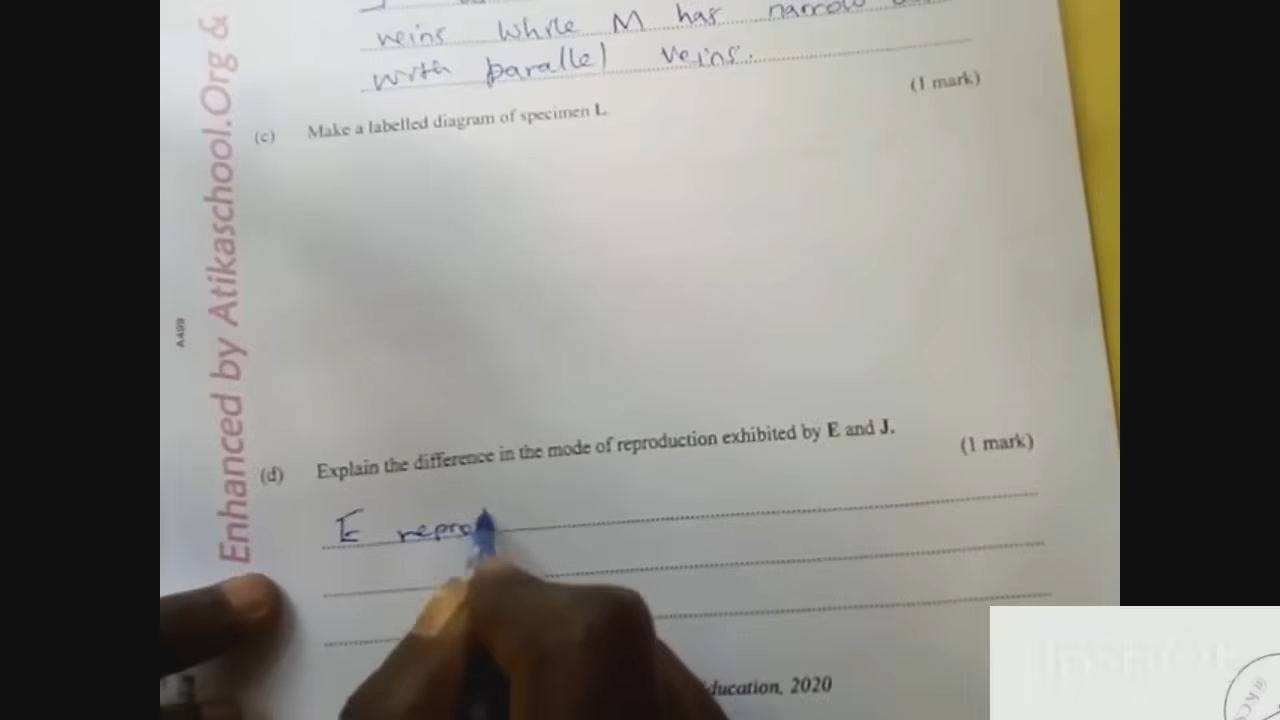 veins while M has narrow
with parallel veins.
(1 mark)
(c) Make a labelled diagram of specimen L.
Enhanced by Atikaschool.Org &
A499
(d) Explain the difference in the mode of reproduction exhibited by E and J.
(1 mark)
E repro
ducation, 2020